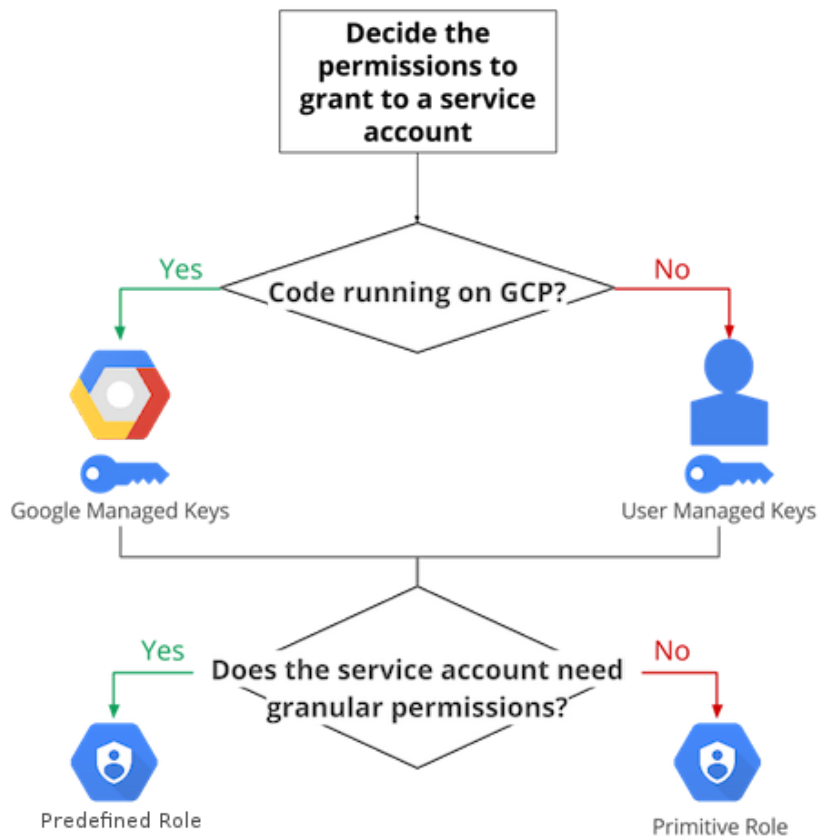 Decide the
permissions to
grant to a service
account
Yes
No
Code running on GCP?
Google Managed Keys
User Managed Keys
Yes
No
Does the service account need
granular permissions?
Predefined Role
Primitive Role